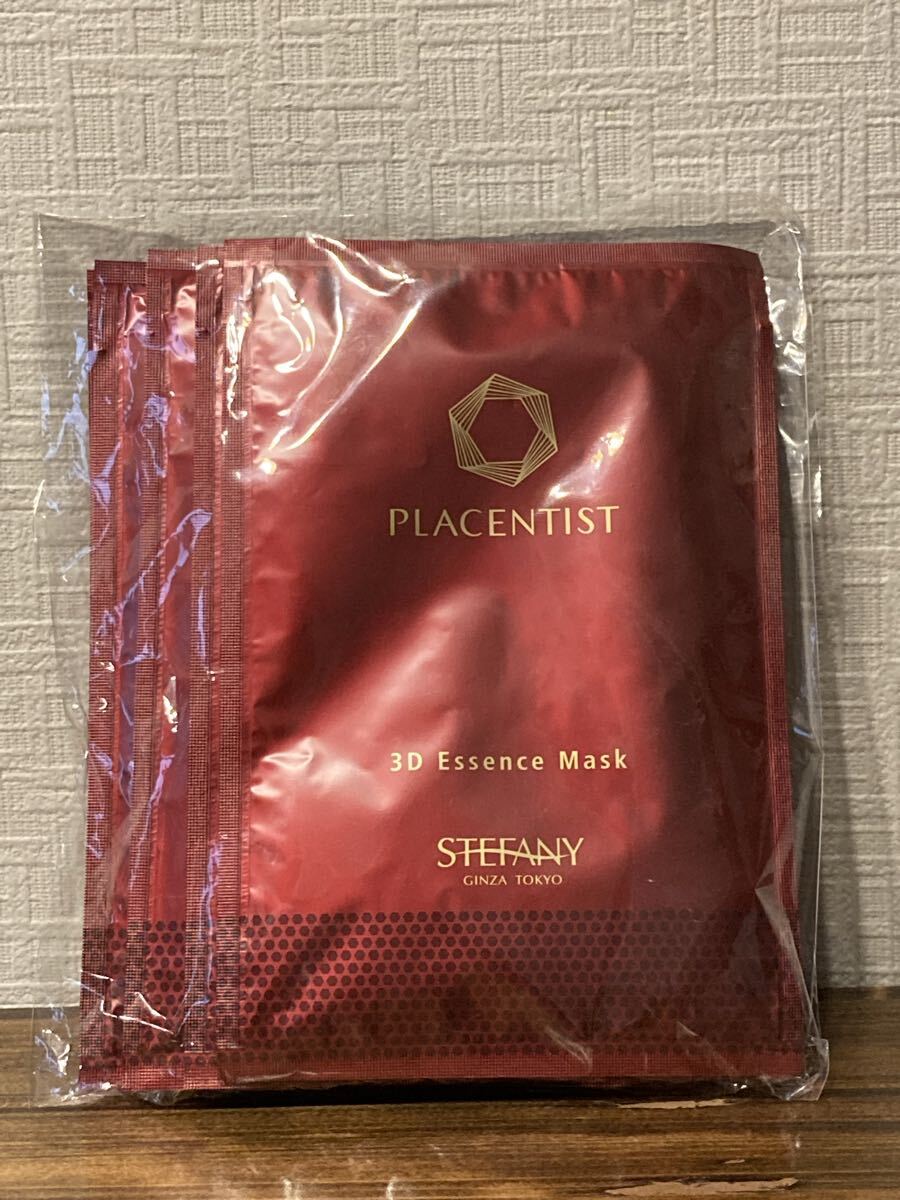 PLACENTIST
3D Essence Mask
STEFANY
GINZA TOKYO